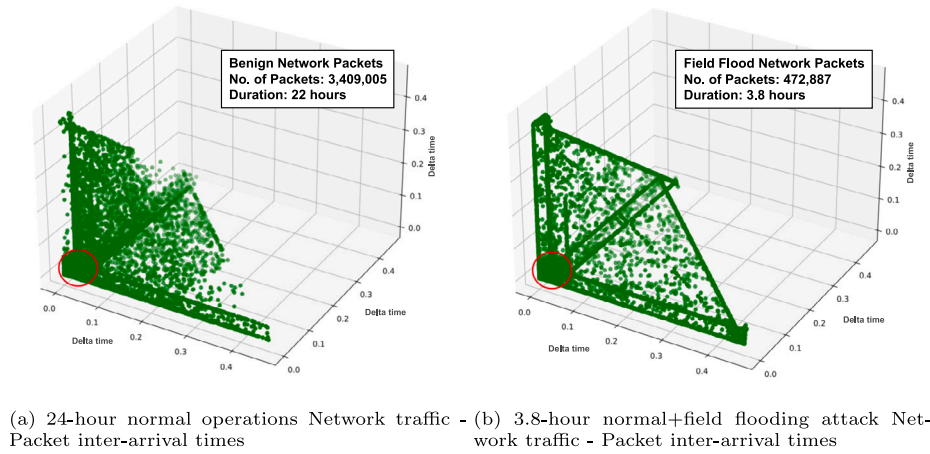 Benign Network Packets
No. of Packets: 3,409,005
Duration: 22 hours
0.4
0.3
0.2
0.1
0.0
Delta time
0.4
0.3
0.2
0.1
0.0
Delta time
0.0
0.1
0.2
0.3
0.4
Delta time
Field Flood Network Packets
No. of Packets: 472,887
Duration: 3.8 hours
0.4
0.3
0.2
0.1
0.0
Delta time
0.4
0.3
0.2
0.1
0.0
Delta time
0.0
0.1
0.2
0.3
0.4
Delta time
(a) 24-hour normal operations Network traffic -
Packet inter-arrival times
(b) 3.8-hour normal+field flooding attack Net-
work traffic - Packet inter-arrival times